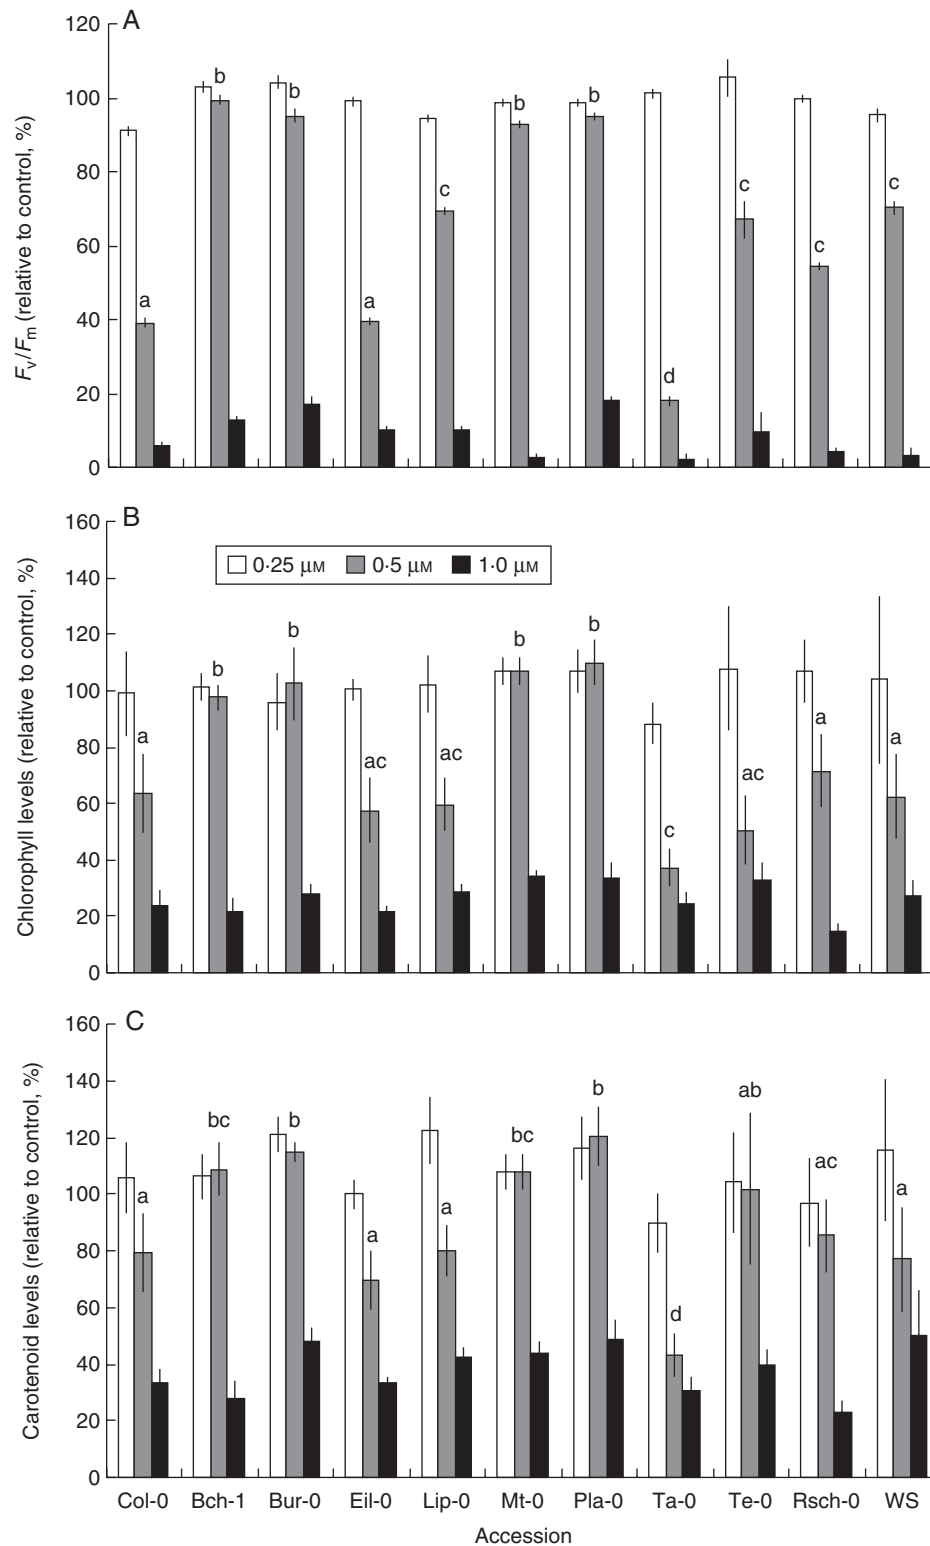 A
120
100
80
60
40
20
0
Fv/Fm (relative to control, %)
a
b
b
a
c
b
b
d
c
c
c
B
160
140
120
100
80
60
40
20
0
Chlorophyll levels (relative to control, %)
0·25 μM 0·5 μM 1·0 μM
a
b
b
ac
ac
b
b
c
ac
a
a
C
160
140
120
100
80
60
40
20
0
Carotenoid levels (relative to control, %)
a
bc
b
a
a
bc
b
d
ab
ac
a
Col-0 Bch-1 Bur-0 Eil-0 Lip-0 Mt-0 Pla-0 Ta-0 Te-0 Rsch-0 WS
Accession